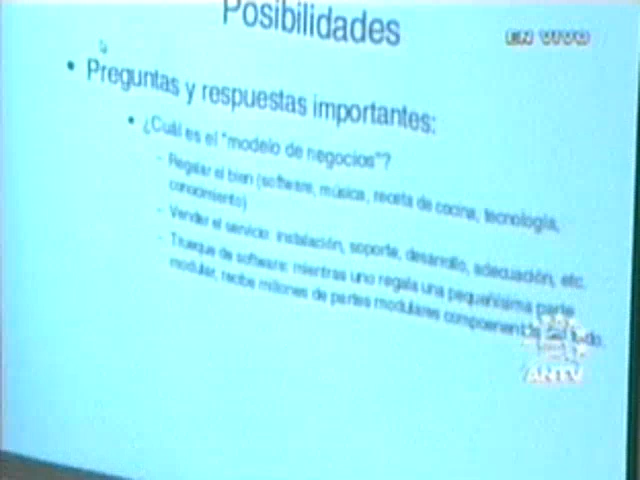 Posibilidades
EN VIVO
• Preguntas y respuestas importantes:
• ¿Cuál es el "modelo de negocios"?
- Regalar el bien (software, música, receta de cocina, tecnología,
conocimiento)
- Vender el servicio: instalación, soporte, desarrollo, adecuación, etc.
- Trueque de software: mientras uno regala una pequeñísima parte
modular, recibe millones de partes modulares
ANTV